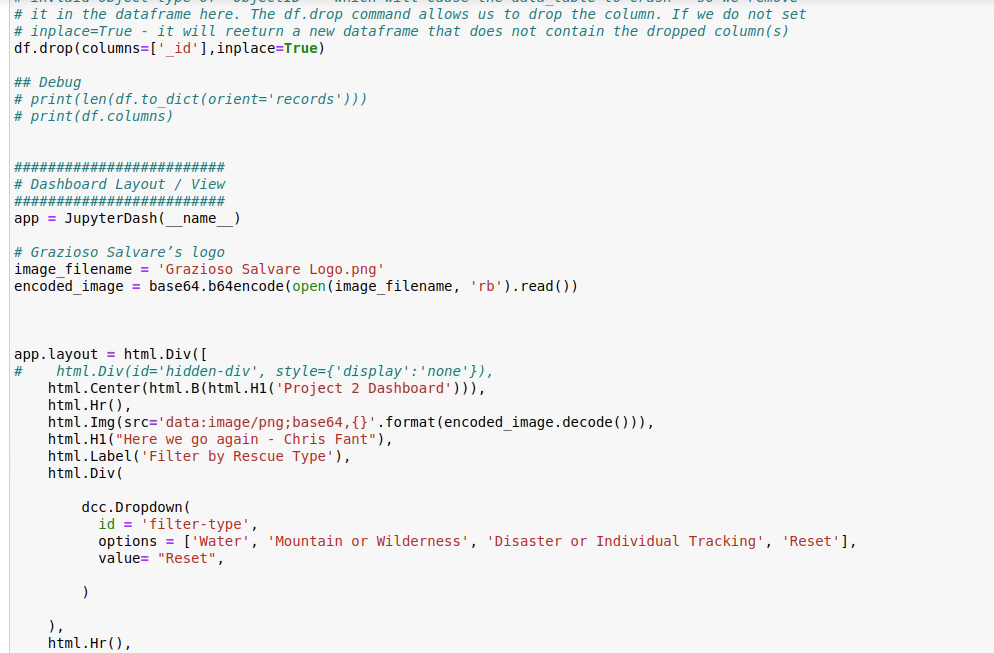 # it in the dataframe here. The df.drop command allows us to drop the column. If we do not set
# inplace=True - it will reeturn a new dataframe that does not contain the dropped column(s)
df.drop(columns=['_id'],inplace=True)
## Debug
# print(len(df.to_dict(orient='records')))
# print(df.columns)
#########################
# Dashboard Layout / View
#########################
app = JupyterDash(__name__)
# Grazioso Salvare’s logo
image_filename = 'Grazioso Salvare Logo.png'
encoded_image = base64.b64encode(open(image_filename, 'rb').read())
app.layout = html.Div([
#    html.Div(id='hidden-div', style={'display':'none'}),
    html.Center(html.B(html.H1('Project 2 Dashboard'))),
    html.Hr(),
    html.Img(src='data:image/png;base64,{}'.format(encoded_image.decode())),
    html.H1("Here we go again - Chris Fant"),
    html.Label('Filter by Rescue Type'),
    html.Div(
        dcc.Dropdown(
          id = 'filter-type',
          options = ['Water', 'Mountain or Wilderness', 'Disaster or Individual Tracking', 'Reset'],
          value= "Reset",
        )
    ),
    html.Hr(),